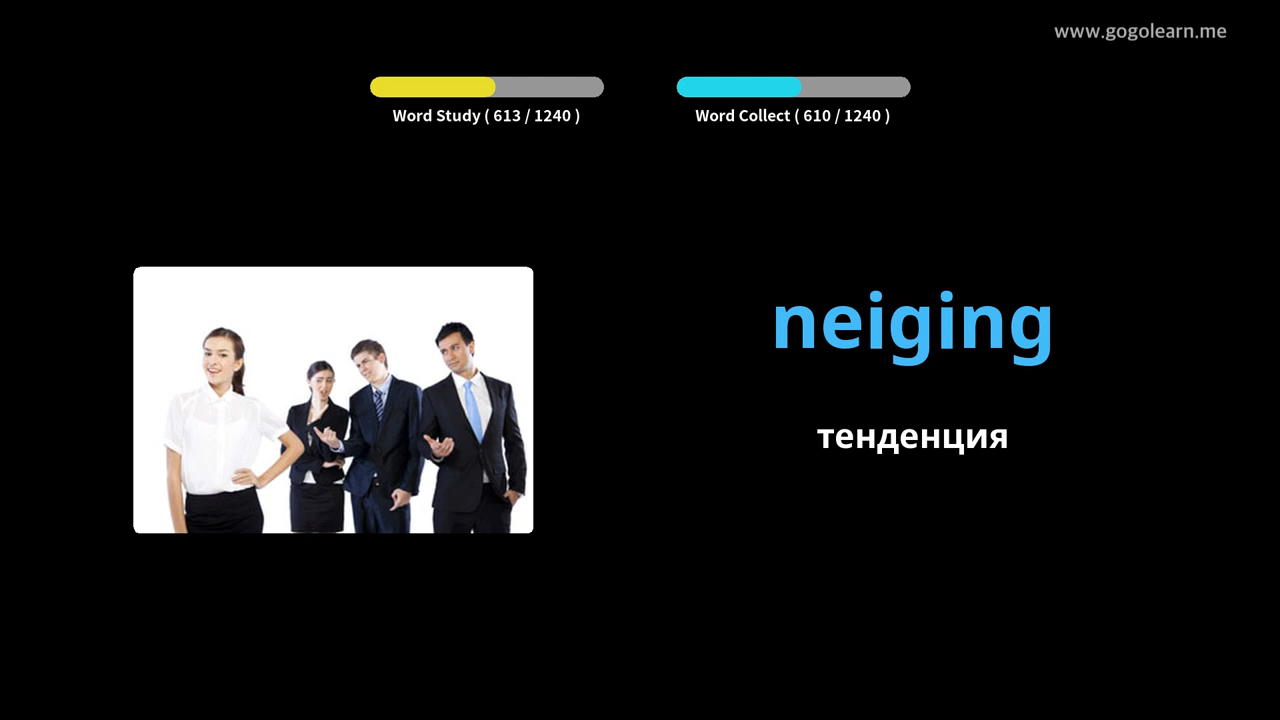 www.gogolearn.me
Word Study ( 613 / 1240 )
Word Collect ( 610 / 1240 )
neiging
тенденция